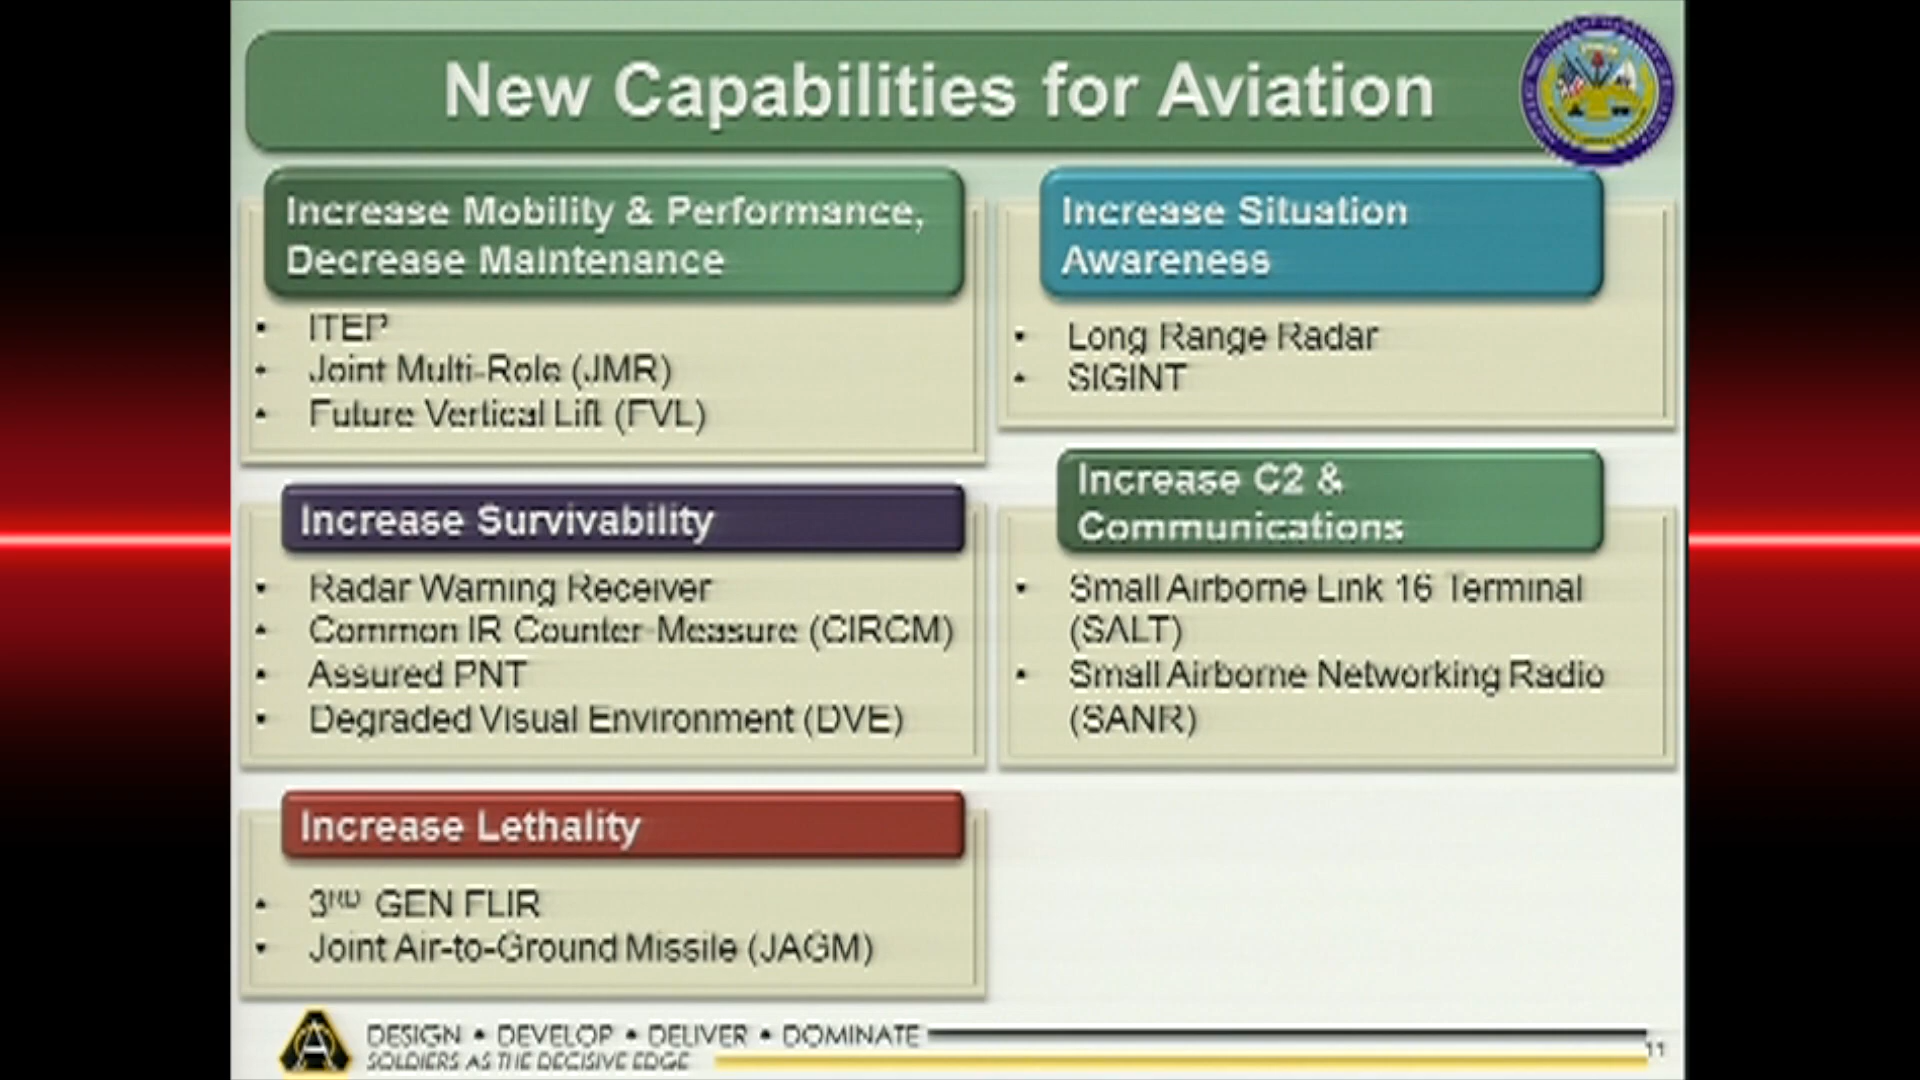 New Capabilities for Aviation
Increase Mobility & Performance,
Decrease Maintenance
• ITEP
• Joint Multi-Role (JMR)
• Future Vertical Lift (FVL)
Increase Survivability
• Radar Warning Receiver
• Common IR Counter-Measure (CIRCM)
• Assured PNT
• Degraded Visual Environment (DVE)
Increase Lethality
• 3RD GEN FLIR
• Joint Air-to-Ground Missile (JAGM)
Increase Situation
Awareness
• Long Range Radar
• SIGINT
Increase C2 &
Communications
• Small Airborne Link 16 Terminal
(SALT)
• Small Airborne Networking Radio
(SANR)
DESIGN • DEVELOP • DELIVER • DOMINATE
SOLDIERS AS THE DECISIVE EDGE
11